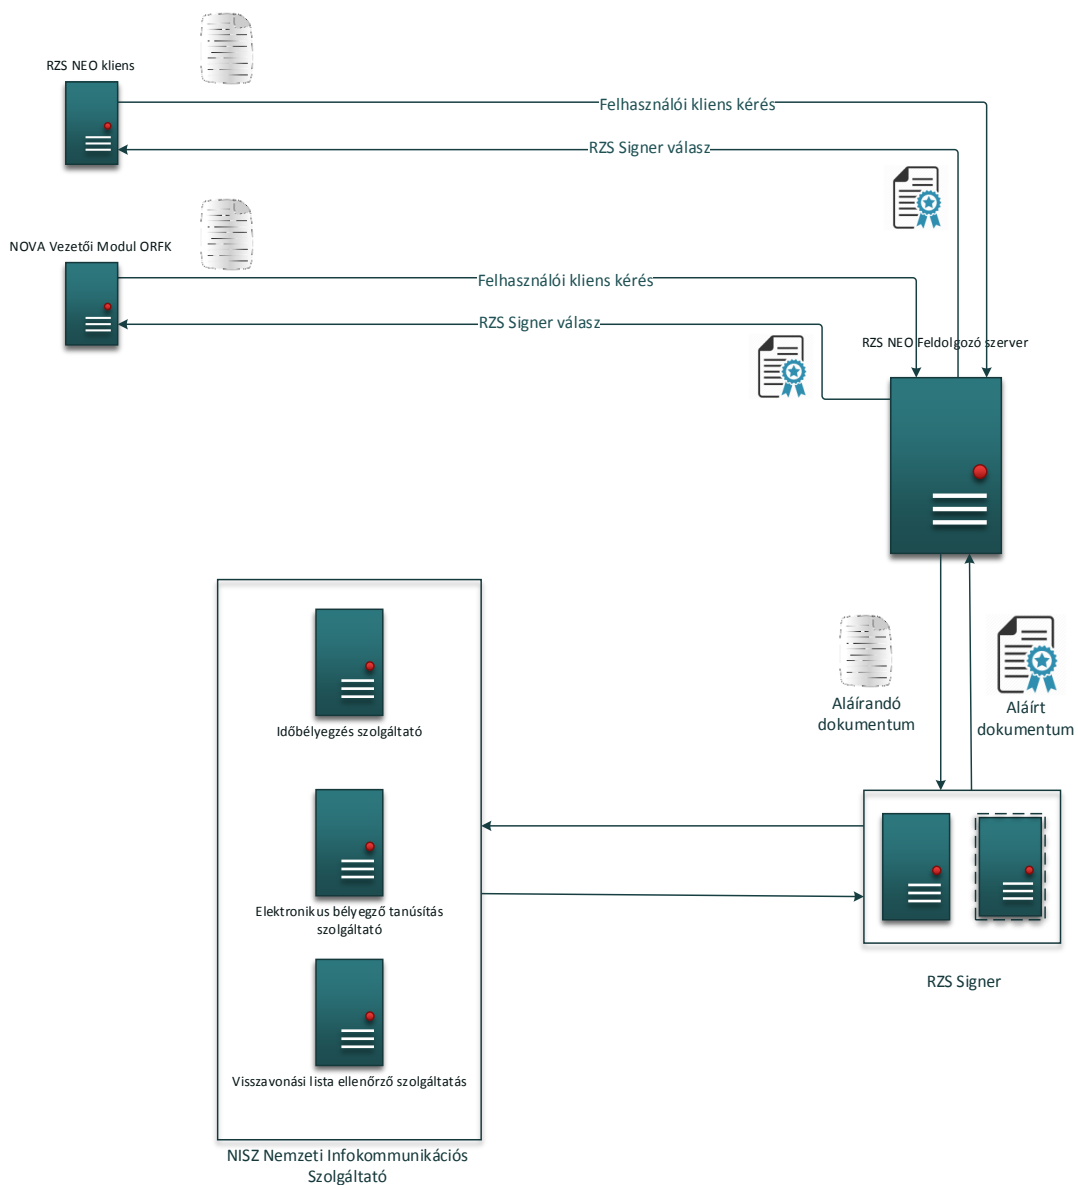 RZS NEO kliens
Felhasználói kliens kérés
RZS Signer válasz
NOVA Vezetői Modul ORFK
Felhasználói kliens kérés
RZS Signer válasz
RZS NEO Feldolgozó szerver
Aláírandó
dokumentum
Aláírt
dokumentum
Időbélyegzés szolgáltató
Elektronikus bélyegző tanúsítás
szolgáltató
RZS Signer
Visszavonási lista ellenőrző szolgáltatás
NISZ Nemzeti Infokommunikációs
Szolgáltató